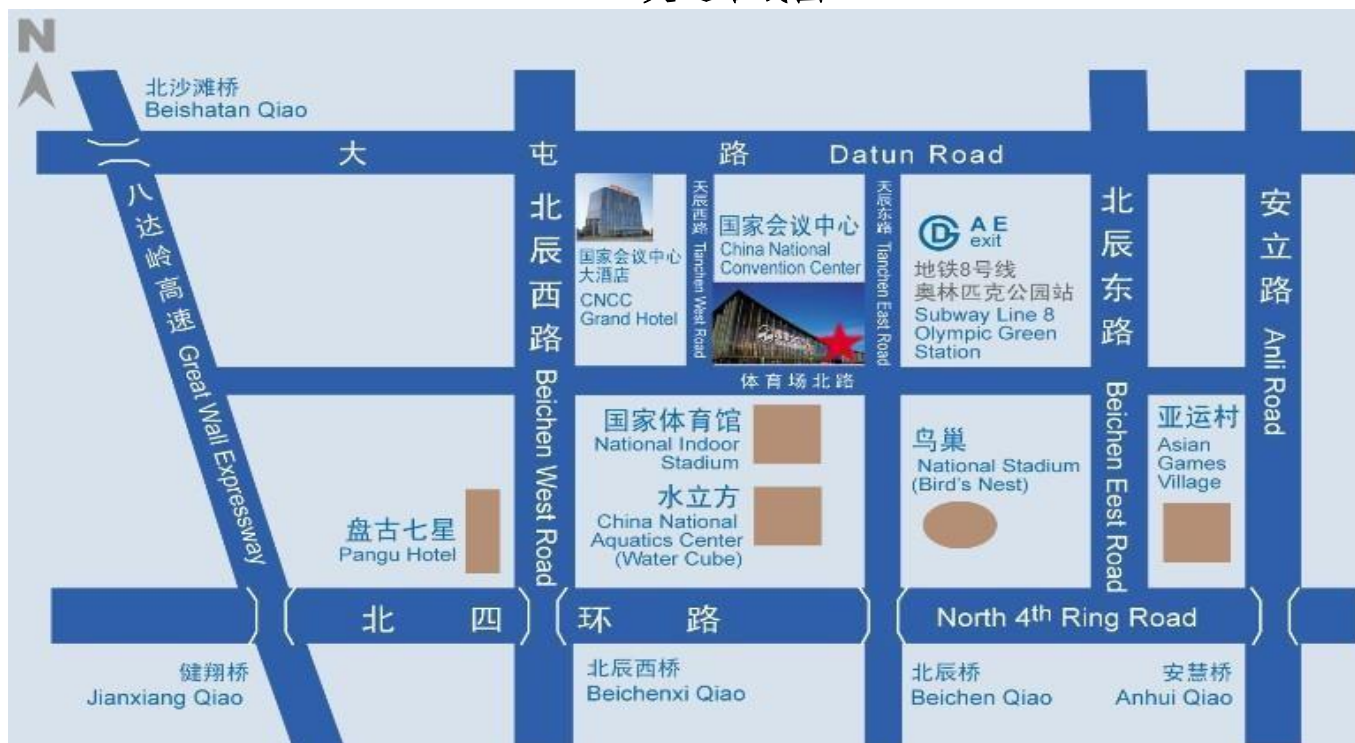 N
北沙滩桥
Beishatan Qiao
大屯路 Datun Road
八达岭高速 Great Wall Expressway
北辰西路 Beichen West Road
国家会议中心
大酒店
CNCC
Grand Hotel
天辰西路 Tianchen West Road
国家会议中心
China National
Convention Center
天辰东路 Tianchen East Road
A E
exit
地铁8号线
奥林匹克公园站
Subway Line 8
Olympic Green
Station
北辰东路 Beichen Eest Road
安立路 Anli Road
体育场北路
国家体育馆
National Indoor
Stadium
水立方
China National
Aquatics Center
(Water Cube)
鸟巢
National Stadium
(Bird's Nest)
亚运村
Asian
Games
Village
盘古七星
Pangu Hotel
北四环路 North 4th Ring Road
健翔桥
Jianxiang Qiao
北辰西桥
Beichenxi Qiao
北辰桥
Beichen Qiao
安慧桥
Anhui Qiao